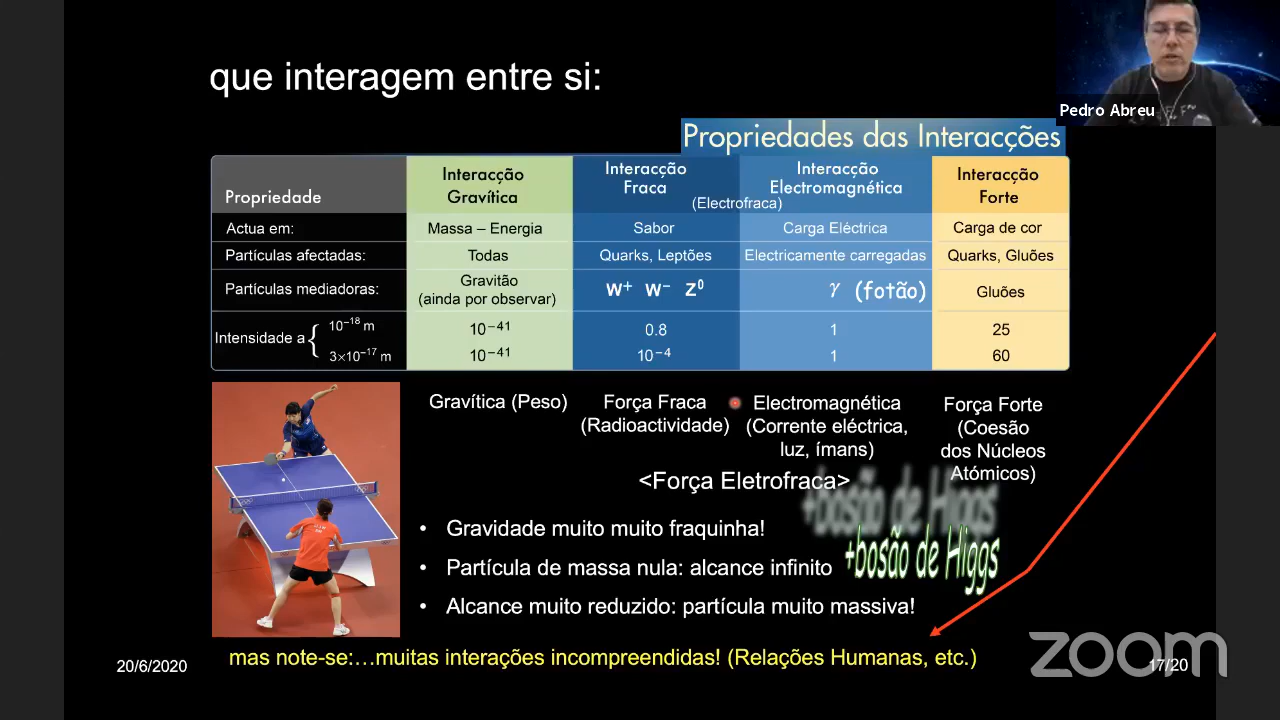 que interagem entre si:
Pedro Abreu
Propriedades das Interacções
Propriedade
Interacção Gravítica
Interacção Fraca
Interacção Electromagnética
(Electrofraca)
Interacção Forte
Actua em: Massa – Energia Sabor Carga Eléctrica Carga de cor
Partículas afectadas: Todas Quarks, Leptões Electricamente carregadas Quarks, Gluões
Partículas mediadoras: Gravitão (ainda por observar) W⁺ W⁻ Z⁰ γ (fotão) Gluões
Intensidade a { 10⁻¹⁸ m 10⁻⁴¹ 0.8 1 25
3×10⁻¹⁷ m 10⁻⁴¹ 10⁻⁴ 1 60
Gravítica (Peso)
Força Fraca
(Radioactividade)
Electromagnética
(Corrente eléctrica,
luz, ímans)
Força Forte
(Coesão
dos Núcleos
Atómicos)
<Força Eletrofraca>
+bosão de Higgs
• Gravidade muito muito fraquinha!
+bosão de Higgs
• Partícula de massa nula: alcance infinito
• Alcance muito reduzido: partícula muito massiva!
mas note-se:…muitas interações incompreendidas! (Relações Humanas, etc.)
20/6/2020
zoom
17/20